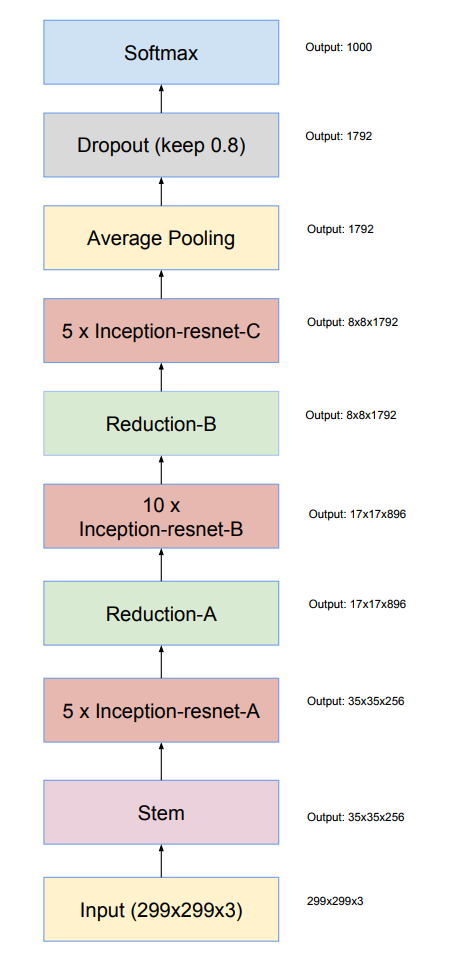 Softmax
Output: 1000
Dropout (keep 0.8)
Output: 1792
Average Pooling
Output: 1792
5 x Inception-resnet-C
Output: 8x8x1792
Reduction-B
Output: 8x8x1792
10 x
Inception-resnet-B
Output: 17x17x896
Reduction-A
Output: 17x17x896
5 x Inception-resnet-A
Output: 35x35x256
Stem
Output: 35x35x256
Input (299x299x3)
299x299x3